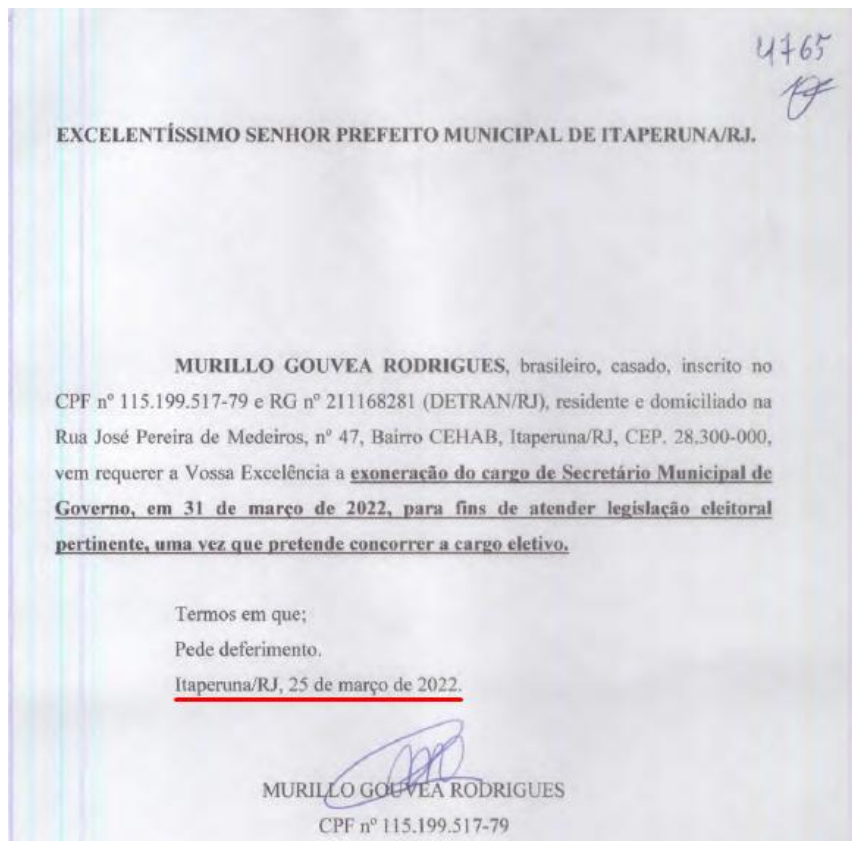 4765
EXCELENTÍSSIMO SENHOR PREFEITO MUNICIPAL DE ITAPERUNA/RJ.
MURILLO GOUVEA RODRIGUES, brasileiro, casado, inscrito no
CPF nº 115.199.517-79 e RG nº 211168281 (DETRAN/RJ), residente e domiciliado na
Rua José Pereira de Medeiros, nº 47, Bairro CEHAB, Itaperuna/RJ, CEP. 28.300-000,
vem requerer a Vossa Excelência a exoneração do cargo de Secretário Municipal de
Governo, em 31 de março de 2022, para fins de atender legislação eleitoral
pertinente, uma vez que pretende concorrer a cargo eletivo.
Termos em que;
Pede deferimento.
Itaperuna/RJ, 25 de março de 2022.
MURILLO GOUVEA RODRIGUES
CPF nº 115.199.517-79